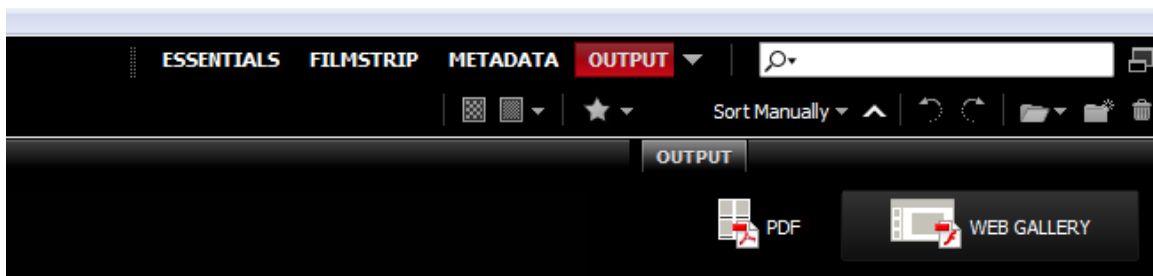 ESSENTIALS FILMSTRIP METADATA OUTPUT
Sort Manually
OUTPUT
PDF WEB GALLERY